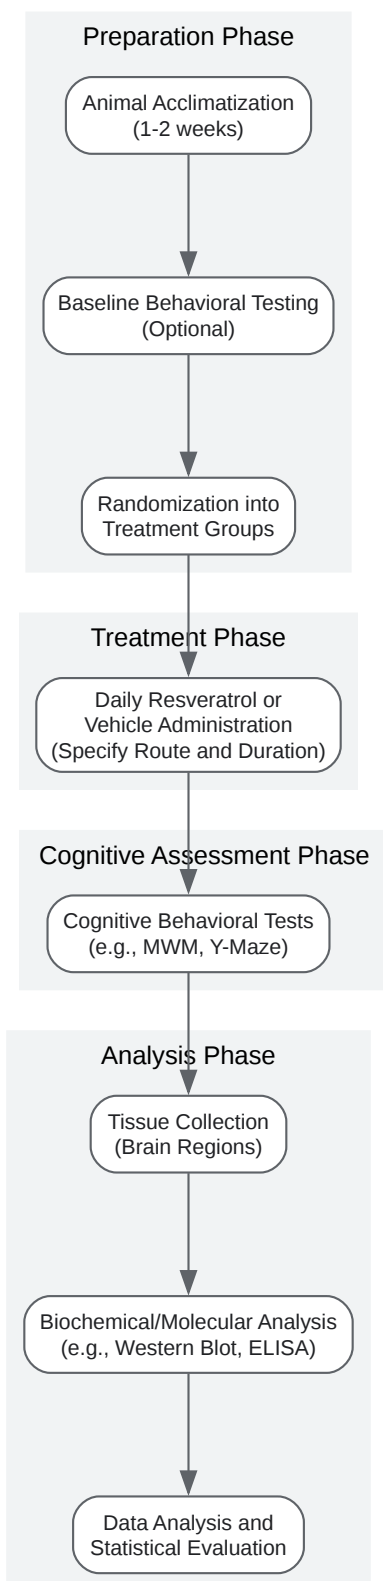 Preparation Phase
Animal Acclimatization
(1-2 weeks)
Baseline Behavioral Testing
(Optional)
Randomization into
Treatment Groups
Treatment Phase
Daily Resveratrol or
Vehicle Administration
(Specify Route and Duration)
Cognitive Assessment Phase
Cognitive Behavioral Tests
(e.g., MWM, Y-Maze)
Analysis Phase
Tissue Collection
(Brain Regions)
Biochemical/Molecular Analysis
(e.g., Western Blot, ELISA)
Data Analysis and
Statistical Evaluation